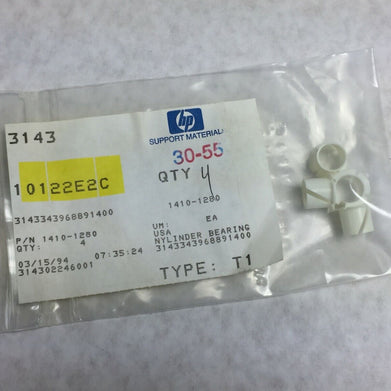 3143
hp
SUPPORT MATERIAL
30-55
10122E2C
QTY 4
3143343968891400
1410-1280
P/N 1410-1280
UM: EA
QTY: 4
USA
NYLINDER BEARING
03/15/94 07:35:24
3143343968891400
314302246001
TYPE: T1